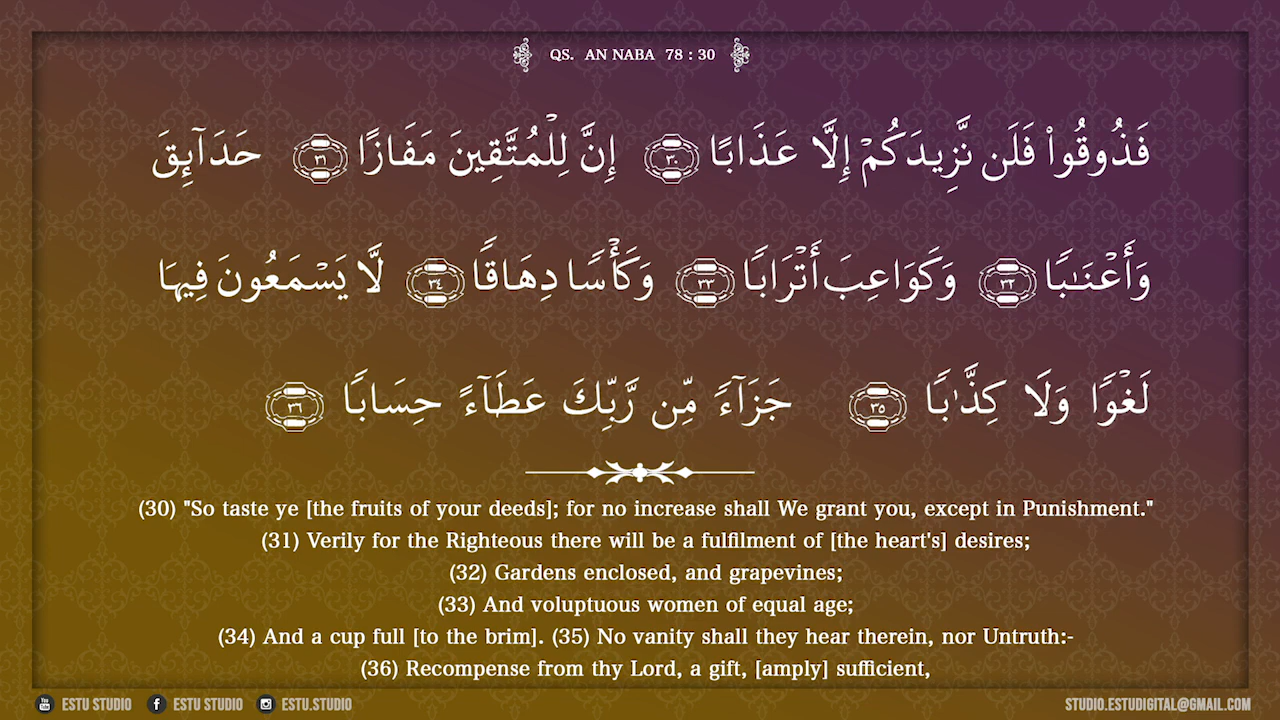 QS. AN NABA 78 : 30
فَذُوقُوا۟ فَلَن نَّزِيدَكُمْ إِلَّا عَذَابًا ٣٠ إِنَّ لِلْمُتَّقِينَ مَفَازًا ٣١ حَدَآئِقَ
وَأَعْنَـٰبًا ٣٢ وَكَوَاعِبَ أَتْرَابًا ٣٣ وَكَأْسًا دِهَاقًا ٣٤ لَّا يَسْمَعُونَ فِيهَا
لَغْوًا وَلَا كِذَّٰبًا ٣٥ جَزَآءً مِّن رَّبِّكَ عَطَآءً حِسَابًا ٣٦
(30) "So taste ye [the fruits of your deeds]; for no increase shall We grant you, except in Punishment."
(31) Verily for the Righteous there will be a fulfilment of [the heart's] desires;
(32) Gardens enclosed, and grapevines;
(33) And voluptuous women of equal age;
(34) And a cup full [to the brim]. (35) No vanity shall they hear therein, nor Untruth:-
(36) Recompense from thy Lord, a gift, [amply] sufficient,
ESTU STUDIO ESTU STUDIO ESTU.STUDIO STUDIO.ESTUDIGITAL@GMAIL.COM